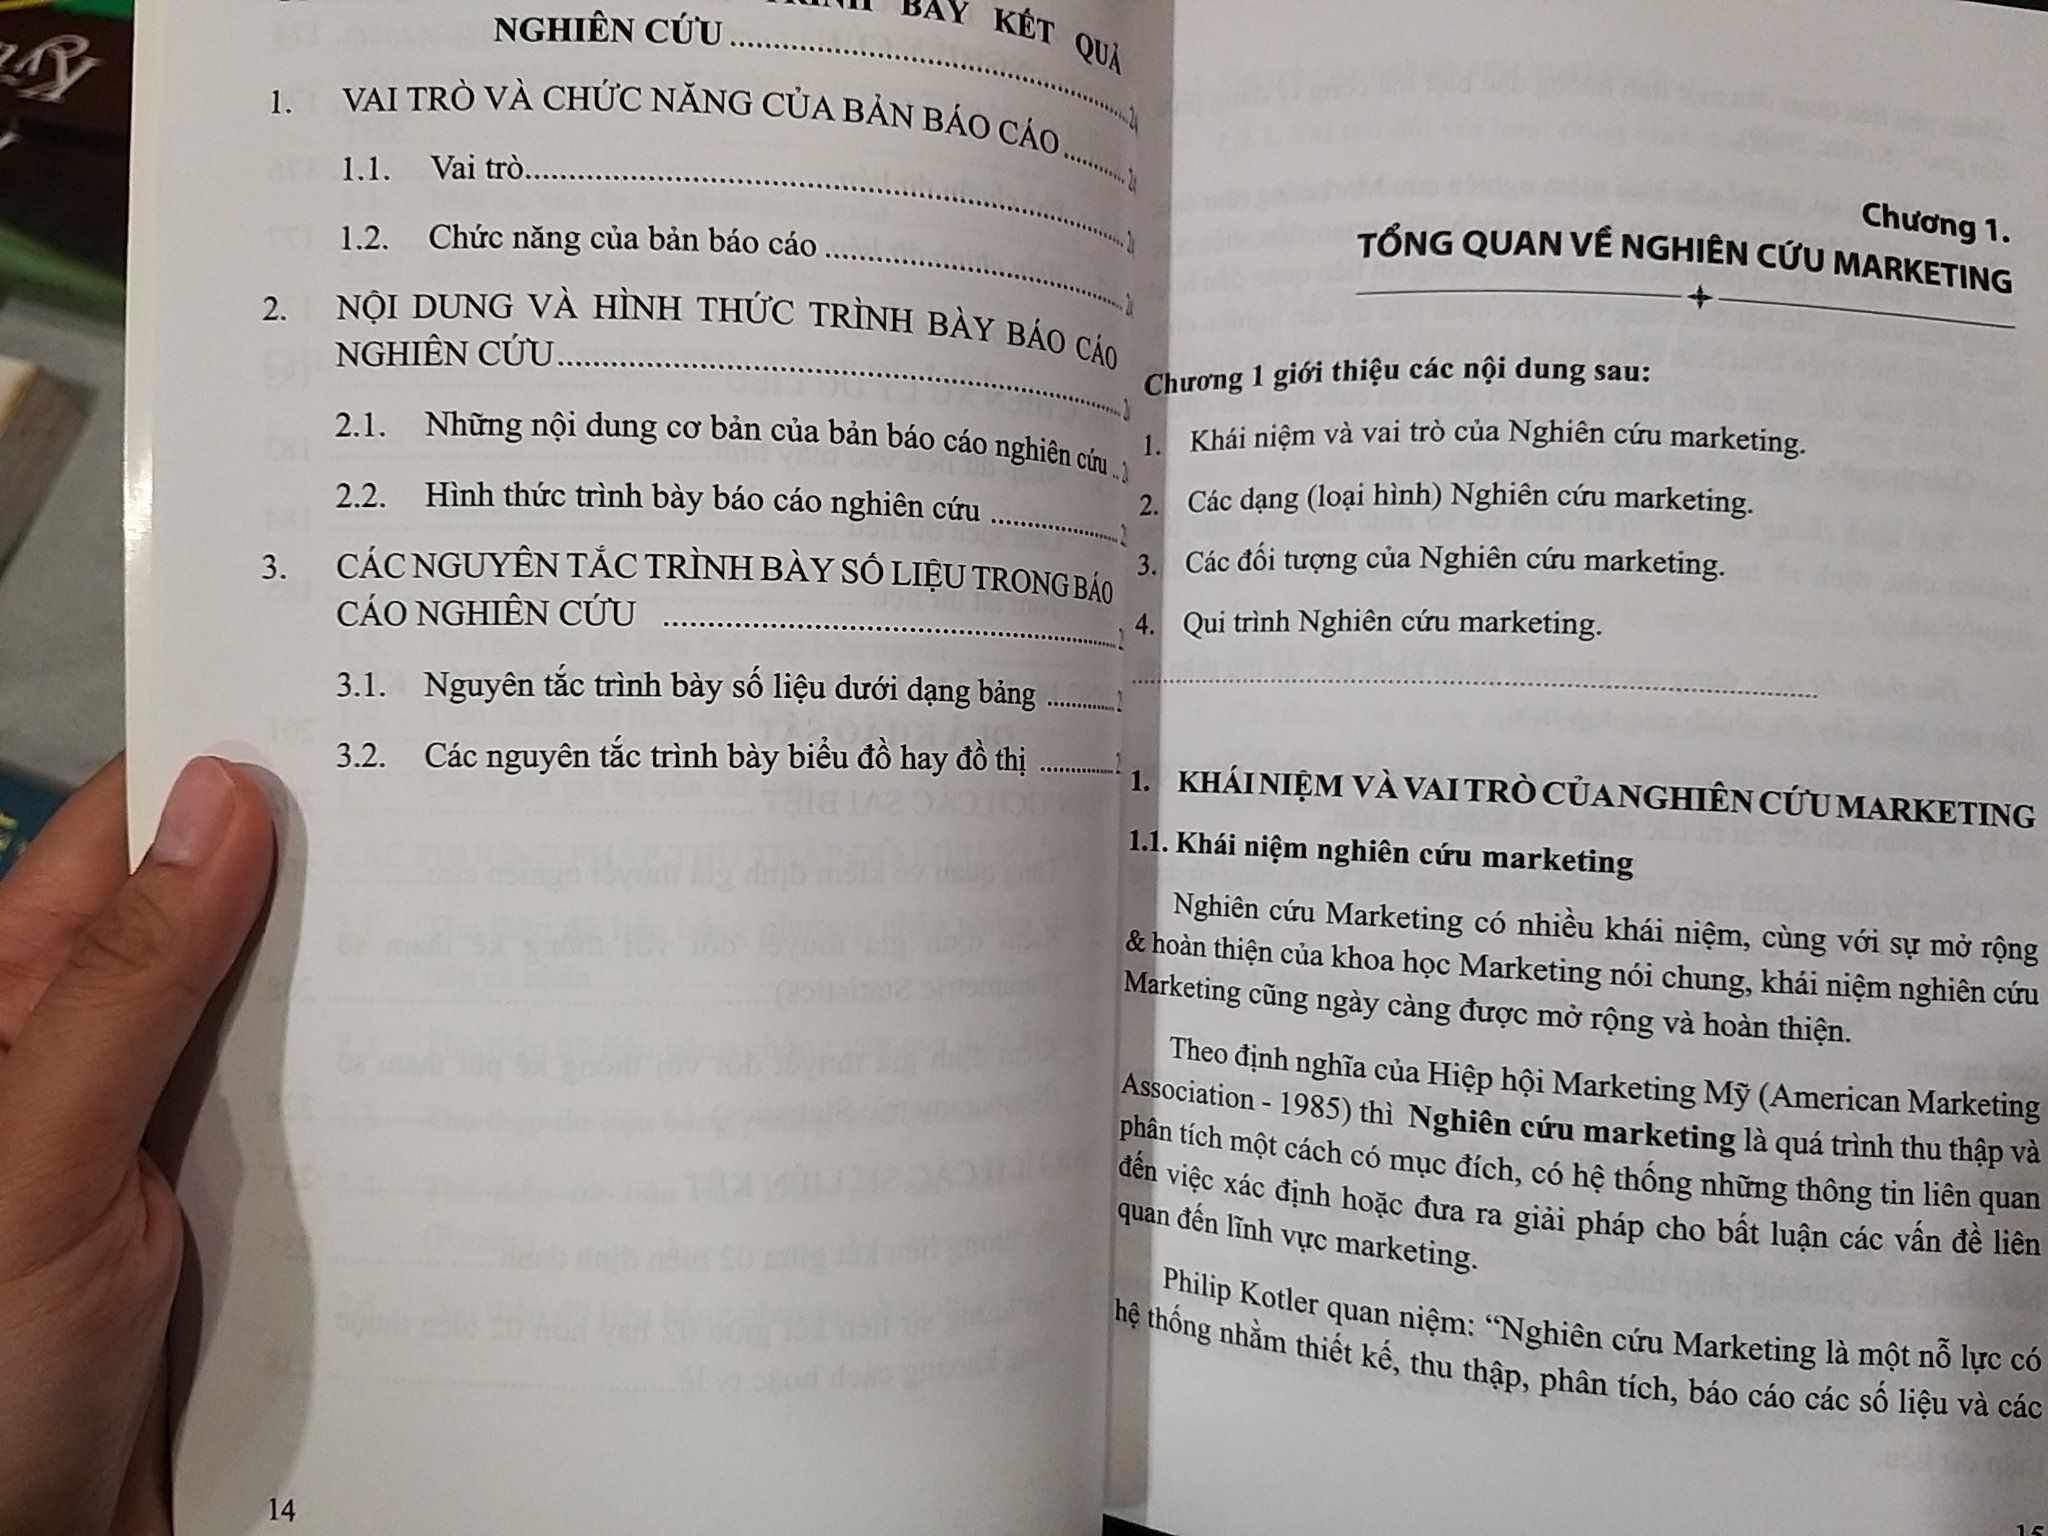 TRÌNH BÀY KẾT QUẢ
NGHIÊN CỨU
1. VAI TRÒ VÀ CHỨC NĂNG CỦA BẢN BÁO CÁO
1.1. Vai trò
1.2. Chức năng của bản báo cáo
2. NỘI DUNG VÀ HÌNH THỨC TRÌNH BÀY BÁO CÁO
NGHIÊN CỨU
2.1. Những nội dung cơ bản của bản báo cáo nghiên cứu
2.2. Hình thức trình bày báo cáo nghiên cứu
3. CÁC NGUYÊN TẮC TRÌNH BÀY SỐ LIỆU TRONG BÁO
CÁO NGHIÊN CỨU
3.1. Nguyên tắc trình bày số liệu dưới dạng bảng
3.2. Các nguyên tắc trình bày biểu đồ hay đồ thị
14
Chương 1.
TỔNG QUAN VỀ NGHIÊN CỨU MARKETING
Chương 1 giới thiệu các nội dung sau:
1. Khái niệm và vai trò của Nghiên cứu marketing.
2. Các dạng (loại hình) Nghiên cứu marketing.
3. Các đối tượng của Nghiên cứu marketing.
4. Qui trình Nghiên cứu marketing.
1. KHÁI NIỆM VÀ VAI TRÒ CỦA NGHIÊN CỨU MARKETING
1.1. Khái niệm nghiên cứu marketing
Nghiên cứu Marketing có nhiều khái niệm, cùng với sự mở rộng
& hoàn thiện của khoa học Marketing nói chung, khái niệm nghiên cứu
Marketing cũng ngày càng được mở rộng và hoàn thiện.
Theo định nghĩa của Hiệp hội Marketing Mỹ (American Marketing
Association - 1985) thì Nghiên cứu marketing là quá trình thu thập và
phân tích một cách có mục đích, có hệ thống những thông tin liên quan
đến việc xác định hoặc đưa ra giải pháp cho bất luận các vấn đề liên
quan đến lĩnh vực marketing.
Philip Kotler quan niệm: “Nghiên cứu Marketing là một nỗ lực có
hệ thống nhằm thiết kế, thu thập, phân tích, báo cáo các số liệu và các
15